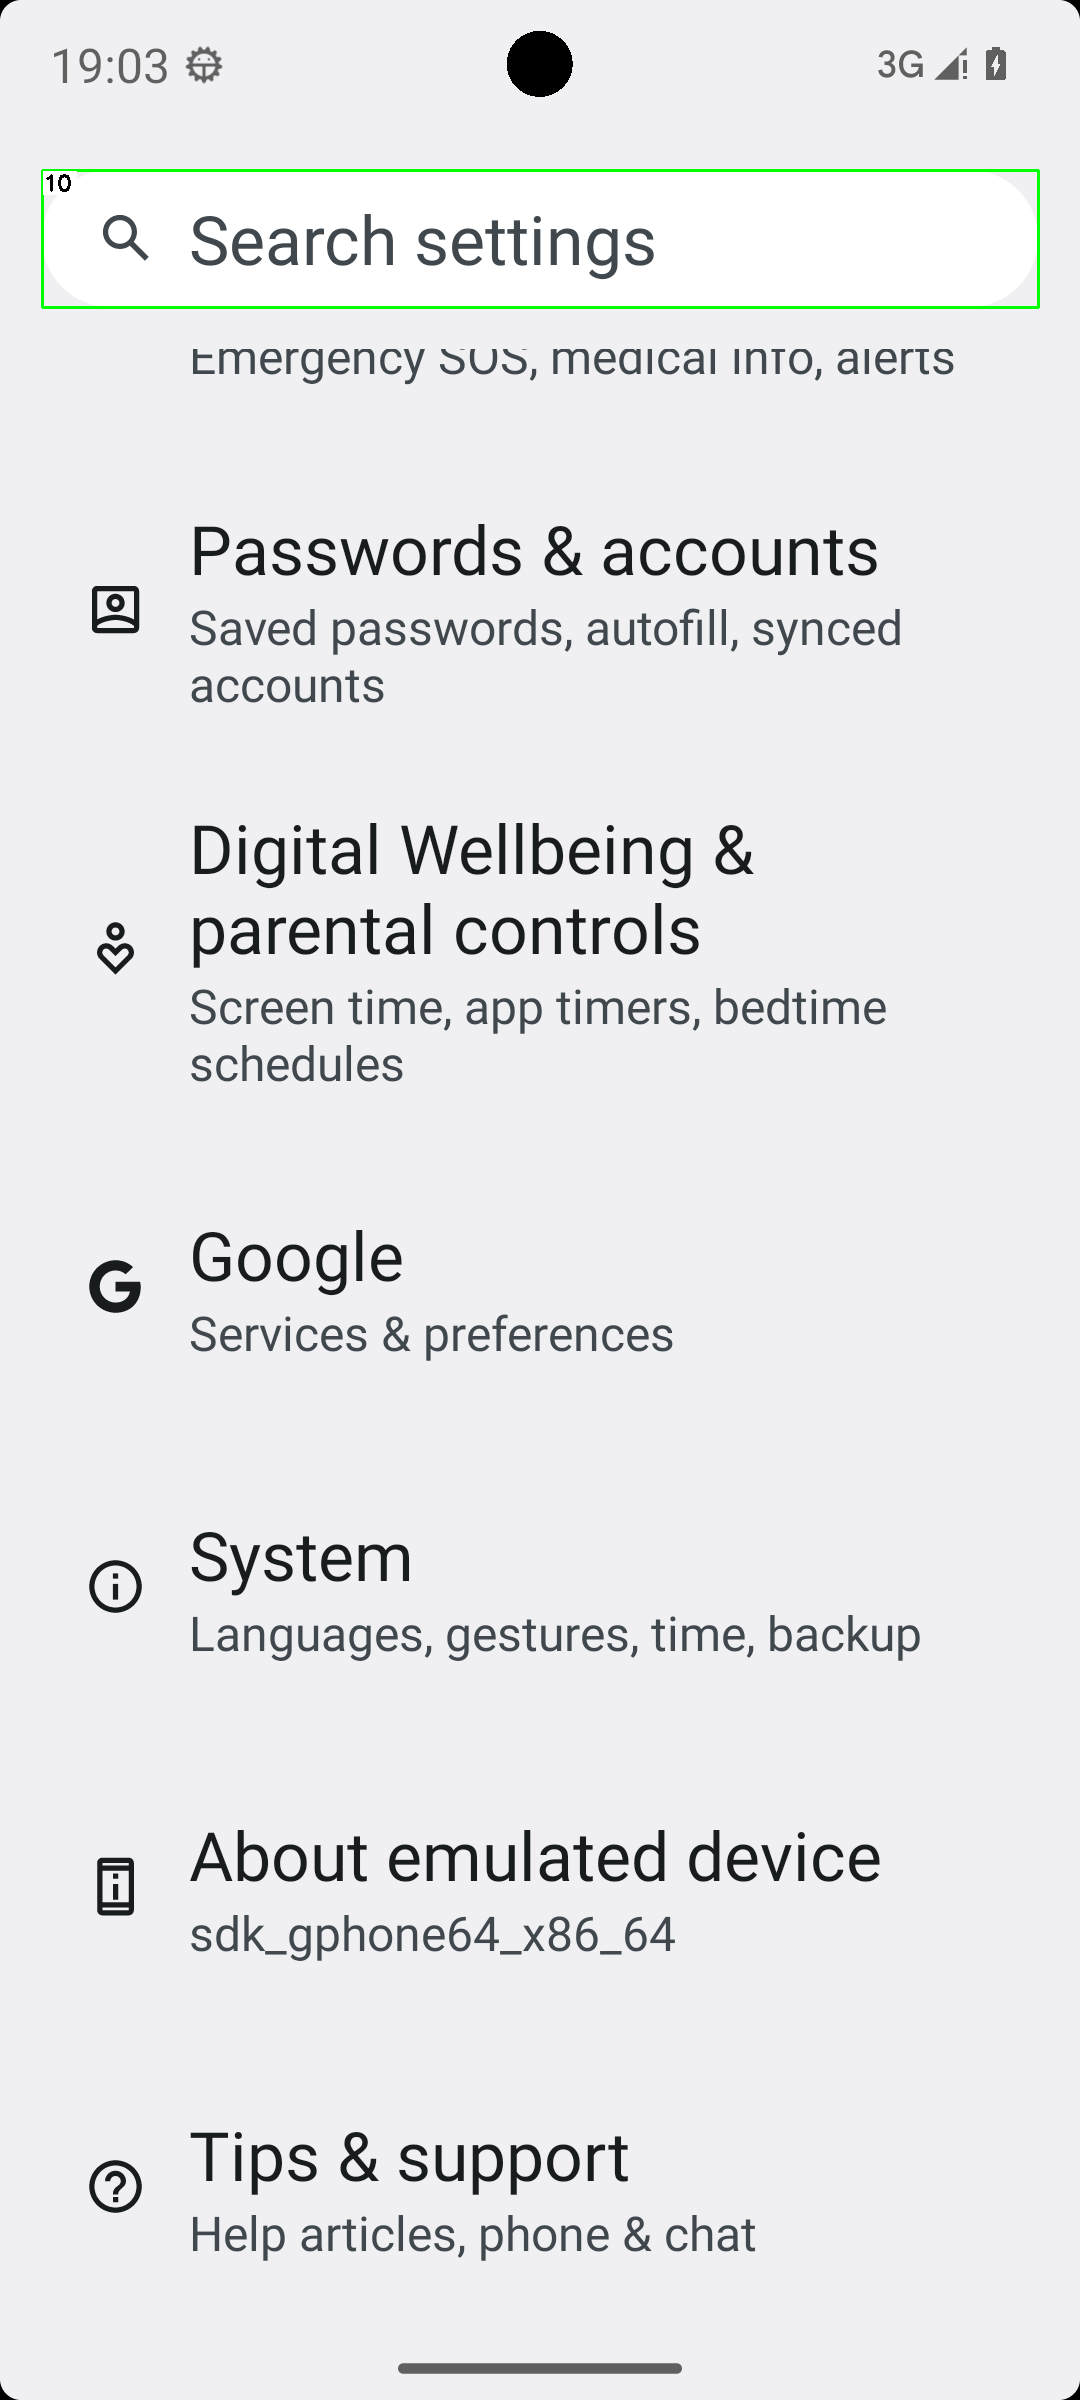 19:03
3G
10
Search settings
Emergency SOS, medical info, alerts
Passwords & accounts
Saved passwords, autofill, synced
accounts
Digital Wellbeing &
parental controls
Screen time, app timers, bedtime
schedules
Google
Services & preferences
System
Languages, gestures, time, backup
About emulated device
sdk_gphone64_x86_64
Tips & support
Help articles, phone & chat